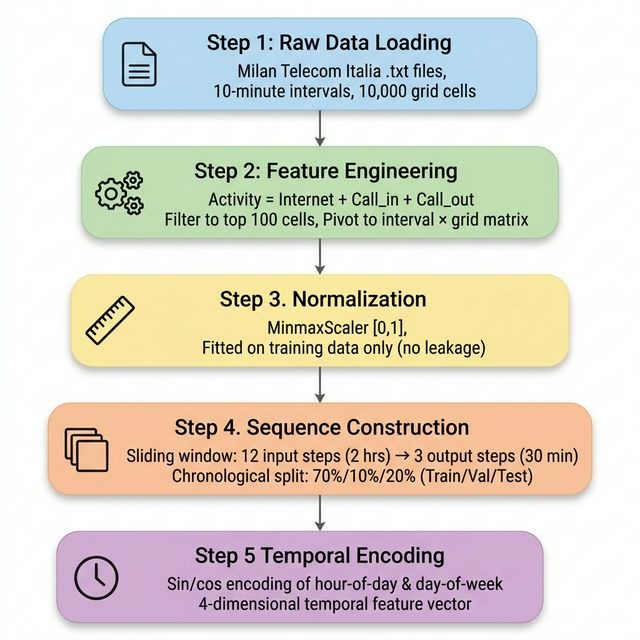 Step 1: Raw Data Loading
Milan Telecom Italia .txt files,
10-minute intervals, 10,000 grid cells
Step 2: Feature Engineering
Activity = Internet + Call_in + Call_out
Filter to top 100 cells, Pivot to interval × grid matrix
Step 3. Normalization
MinmaxScaler [0,1],
Fitted on training data only (no leakage)
Step 4. Sequence Construction
Sliding window: 12 input steps (2 hrs) → 3 output steps (30 min)
Chronological split: 70%/10%/20% (Train/Val/Test)
Step 5 Temporal Encoding
Sin/cos encoding of hour-of-day & day-of-week
4-dimensional temporal feature vector